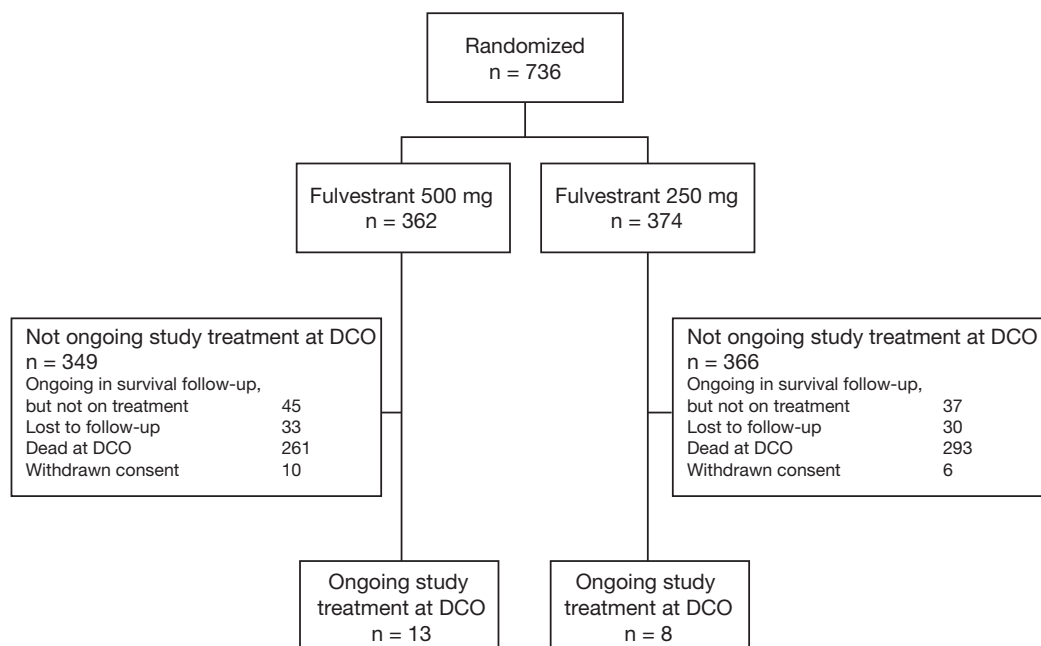 Randomized
n = 736
Fulvestrant 500 mg
n = 362
Fulvestrant 250 mg
n = 374
Not ongoing study treatment at DCO
n = 349
Ongoing in survival follow-up,
but not on treatment 45
Lost to follow-up 33
Dead at DCO 261
Withdrawn consent 10
Not ongoing study treatment at DCO
n = 366
Ongoing in survival follow-up,
but not on treatment 37
Lost to follow-up 30
Dead at DCO 293
Withdrawn consent 6
Ongoing study
treatment at DCO
n = 13
Ongoing study
treatment at DCO
n = 8